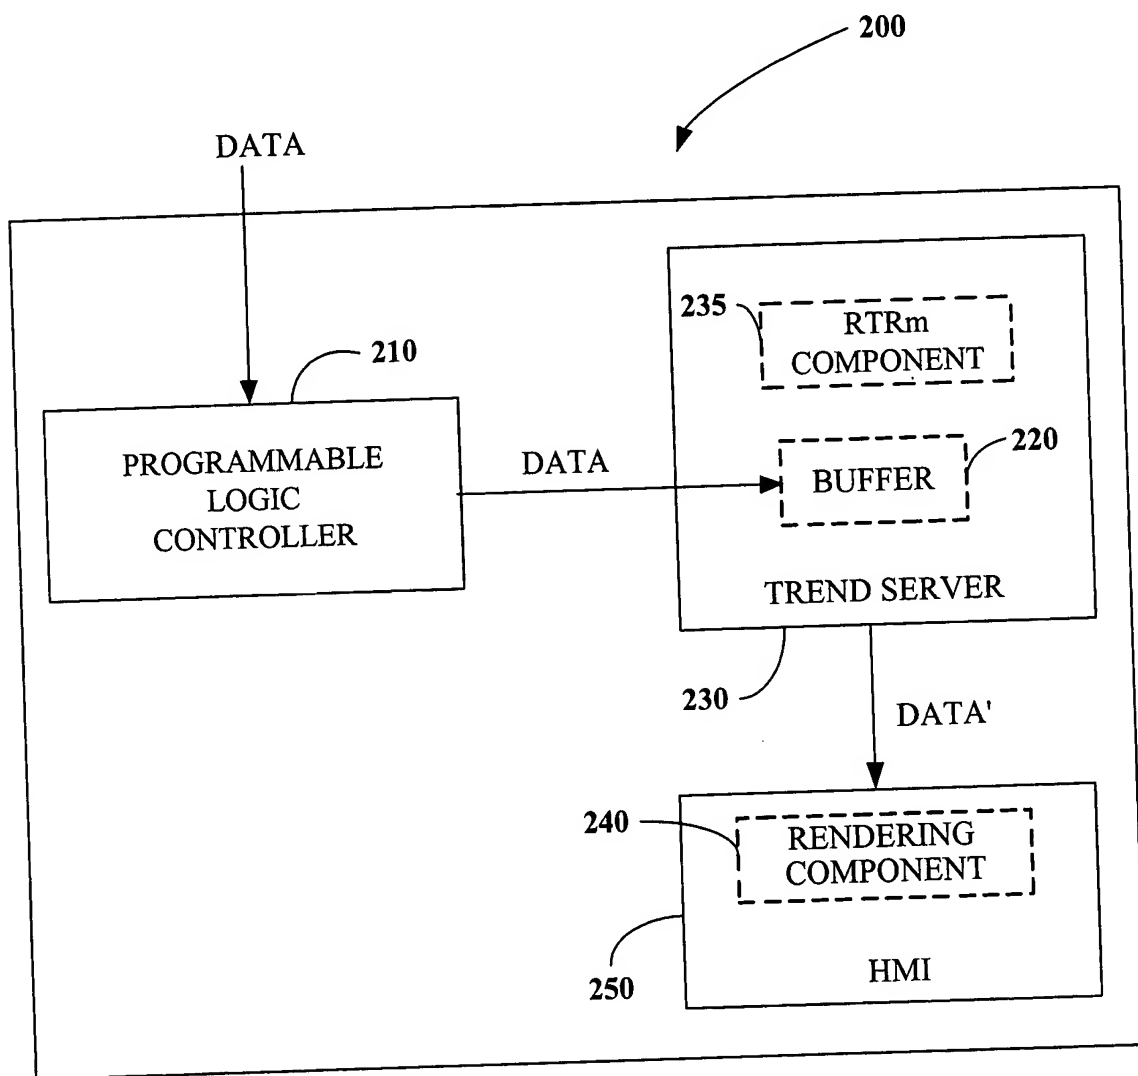 200
DATA
235
RTRm
COMPONENT
210
PROGRAMMABLE
LOGIC
CONTROLLER
DATA
220
BUFFER
TREND SERVER
230
DATA'
240
RENDERING
COMPONENT
250
HMI